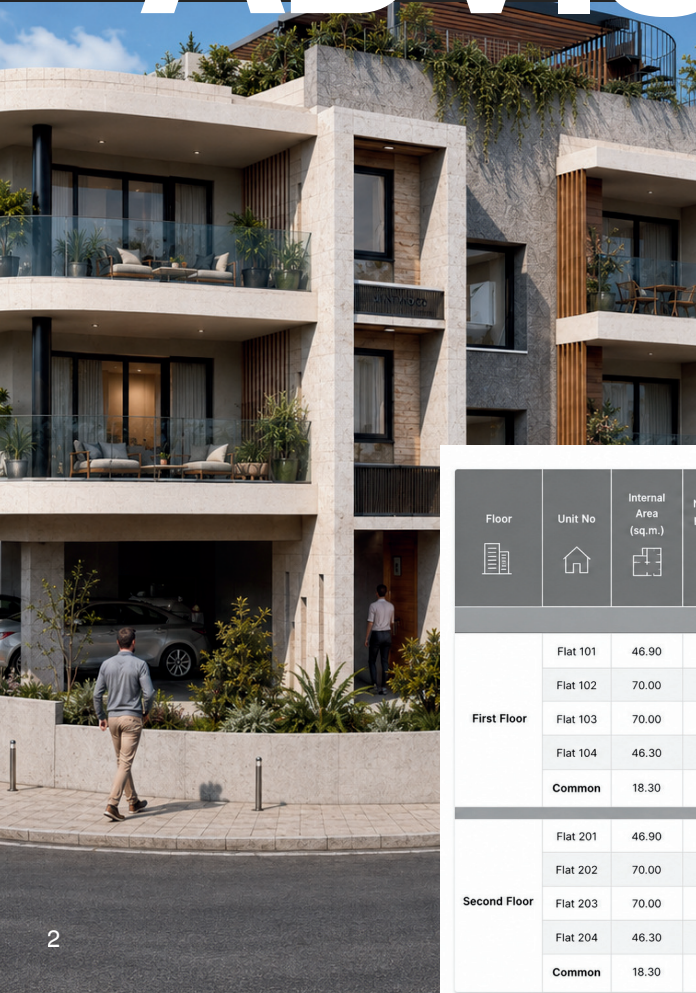 Floor
Unit No
Internal
Area
(sq.m.)
First Floor
Flat 101 46.90
Flat 102 70.00
Flat 103 70.00
Flat 104 46.30
Common 18.30
Second Floor
Flat 201 46.90
Flat 202 70.00
Flat 203 70.00
Flat 204 46.30
Common 18.30
2